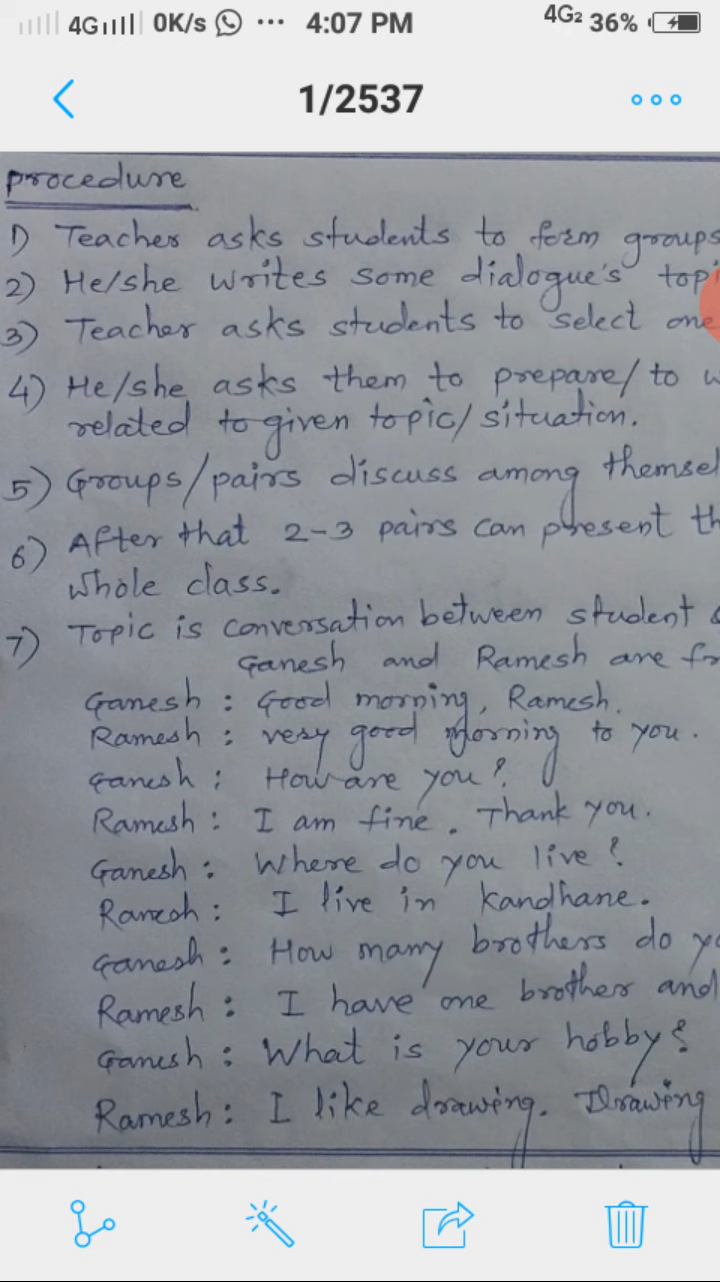 4G 0K/s ... 4:07 PM 4G2 36%
1/2537
procedure
1) Teacher asks students to form groups
2) He/she writes some dialogue's topi
3) Teacher asks students to select one
4) He/she asks them to prepare/ to w
related to given topic/situation.
5) Groups/pairs discuss among themsel
6) After that 2-3 pairs can present th
whole class.
7) Topic is conversation between student &
Ganesh and Ramesh are fr
Ganesh : Good morning, Ramesh.
Ramesh : very good morning to you.
Ganesh : How are you?
Ramesh : I am fine. Thank you.
Ganesh : Where do you live?
Ramesh : I live in kandhane.
Ganesh : How many brothers do yo
Ramesh : I have one brother and
Ganesh : What is your hobby?
Ramesh : I like drawing. Drawing